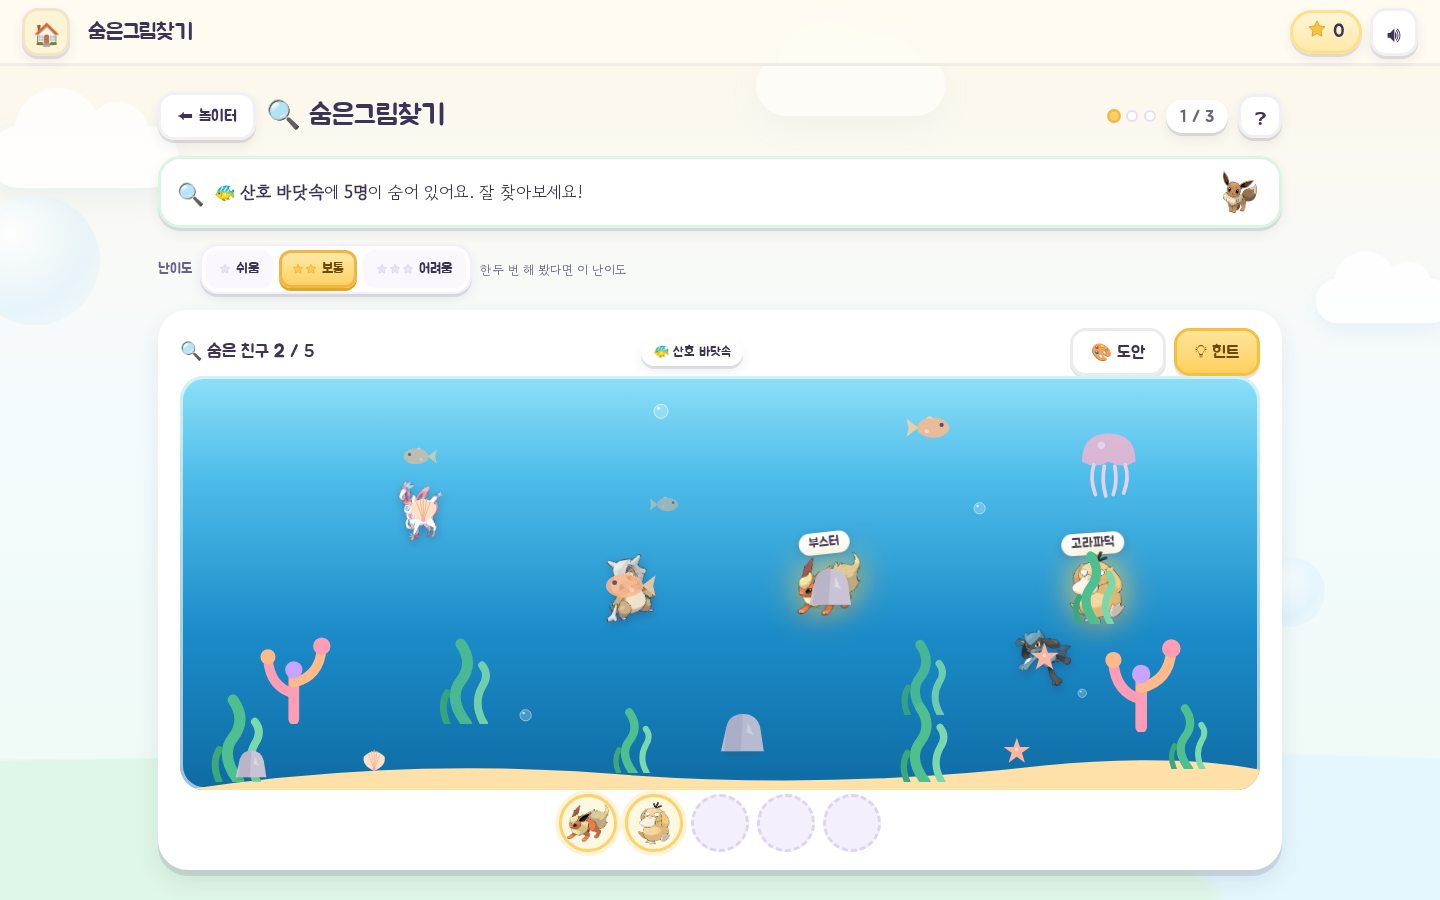 숨은그림찾기
0
놀이터
숨은그림찾기
1 / 3
?
산호 바닷속에 5명이 숨어 있어요. 잘 찾아보세요!
난이도
쉬움
보통
어려움
한두 번 해 봤다면 이 난이도
숨은 친구 2 / 5
산호 바닷속
도안
힌트
부스터
고라파덕